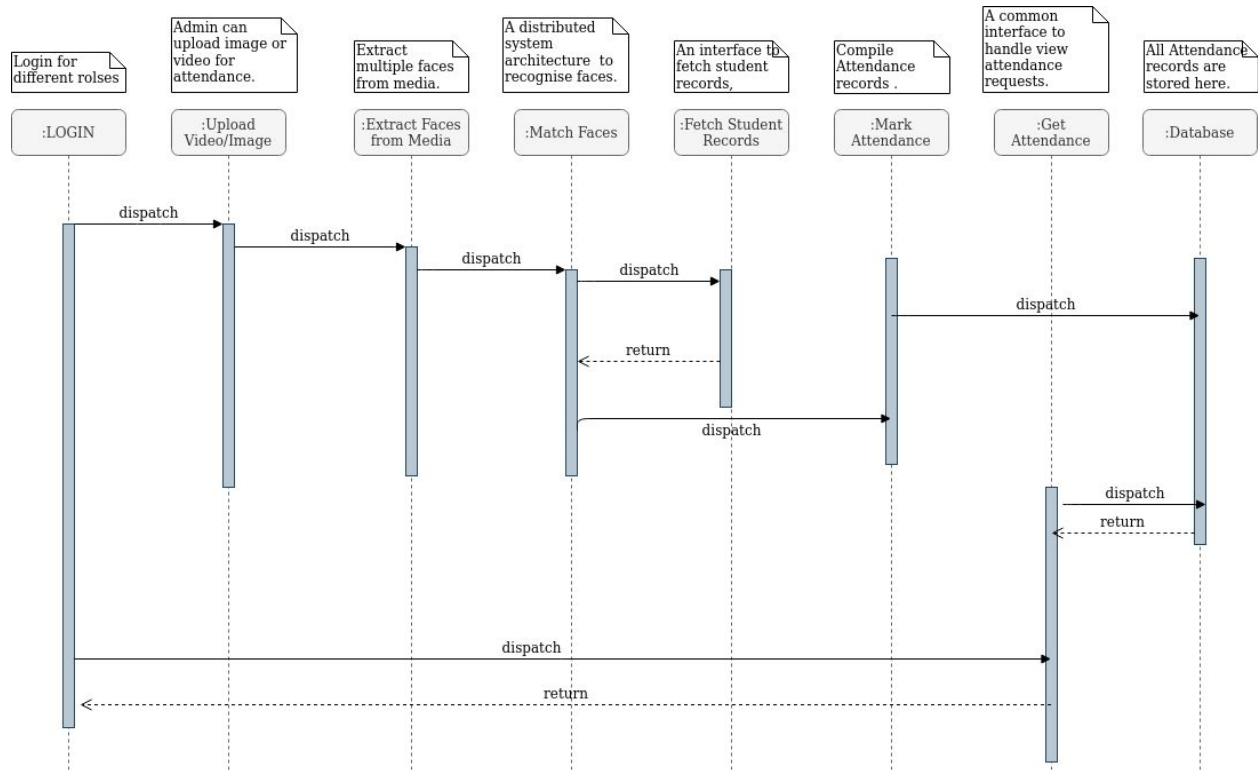 Login for
different rolses
Admin can
upload image or
video for
attendance.
Extract
multiple faces
from media.
A distributed
system
architecture to
recognise faces.
An interface to
fetch student
records,
Compile
Attendance
records .
A common
interface to
handle view
attendance
requests.
All Attendance
records are
stored here.
:LOGIN
:Upload
Video/Image
:Extract Faces
from Media
:Match Faces
:Fetch Student
Records
:Mark
Attendance
:Get
Attendance
:Database
dispatch
dispatch
dispatch
dispatch
dispatch
return
dispatch
dispatch
return
dispatch
return